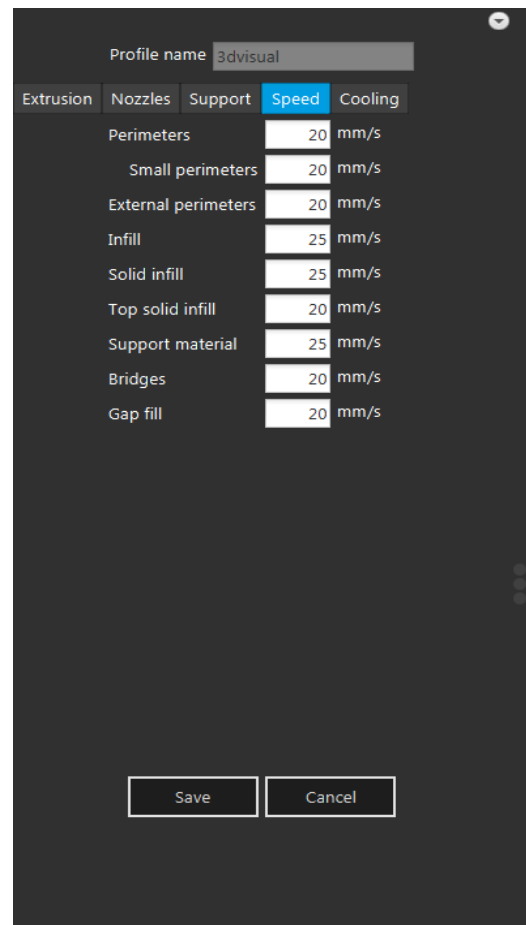 Profile name 3dvisual
Extrusion Nozzles Support Speed Cooling
Perimeters 20 mm/s
Small perimeters 20 mm/s
External perimeters 20 mm/s
Infill 25 mm/s
Solid infill 25 mm/s
Top solid infill 20 mm/s
Support material 25 mm/s
Bridges 20 mm/s
Gap fill 20 mm/s
Save Cancel